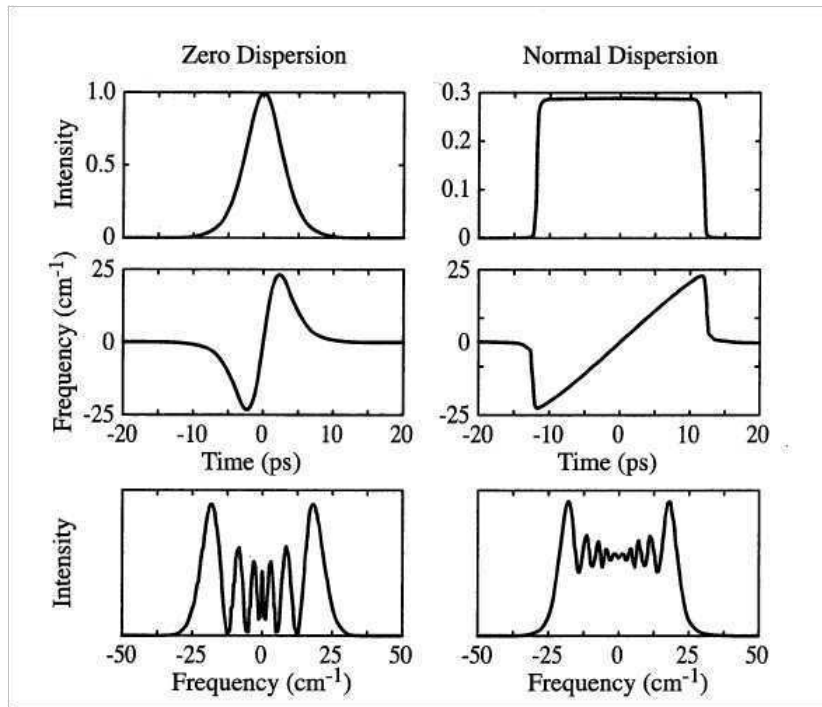 Zero Dispersion Normal Dispersion
1.0 0.3
0.2
0.5
0.1
0 0
Intensity
25 25
0 0
-25 -25
Frequency (cm⁻¹)
-20 -10 0 10 20 -20 -10 0 10 20
Time (ps) Time (ps)
Intensity
-50 -25 0 25 50 -50 -25 0 25 50
Frequency (cm⁻¹) Frequency (cm⁻¹)